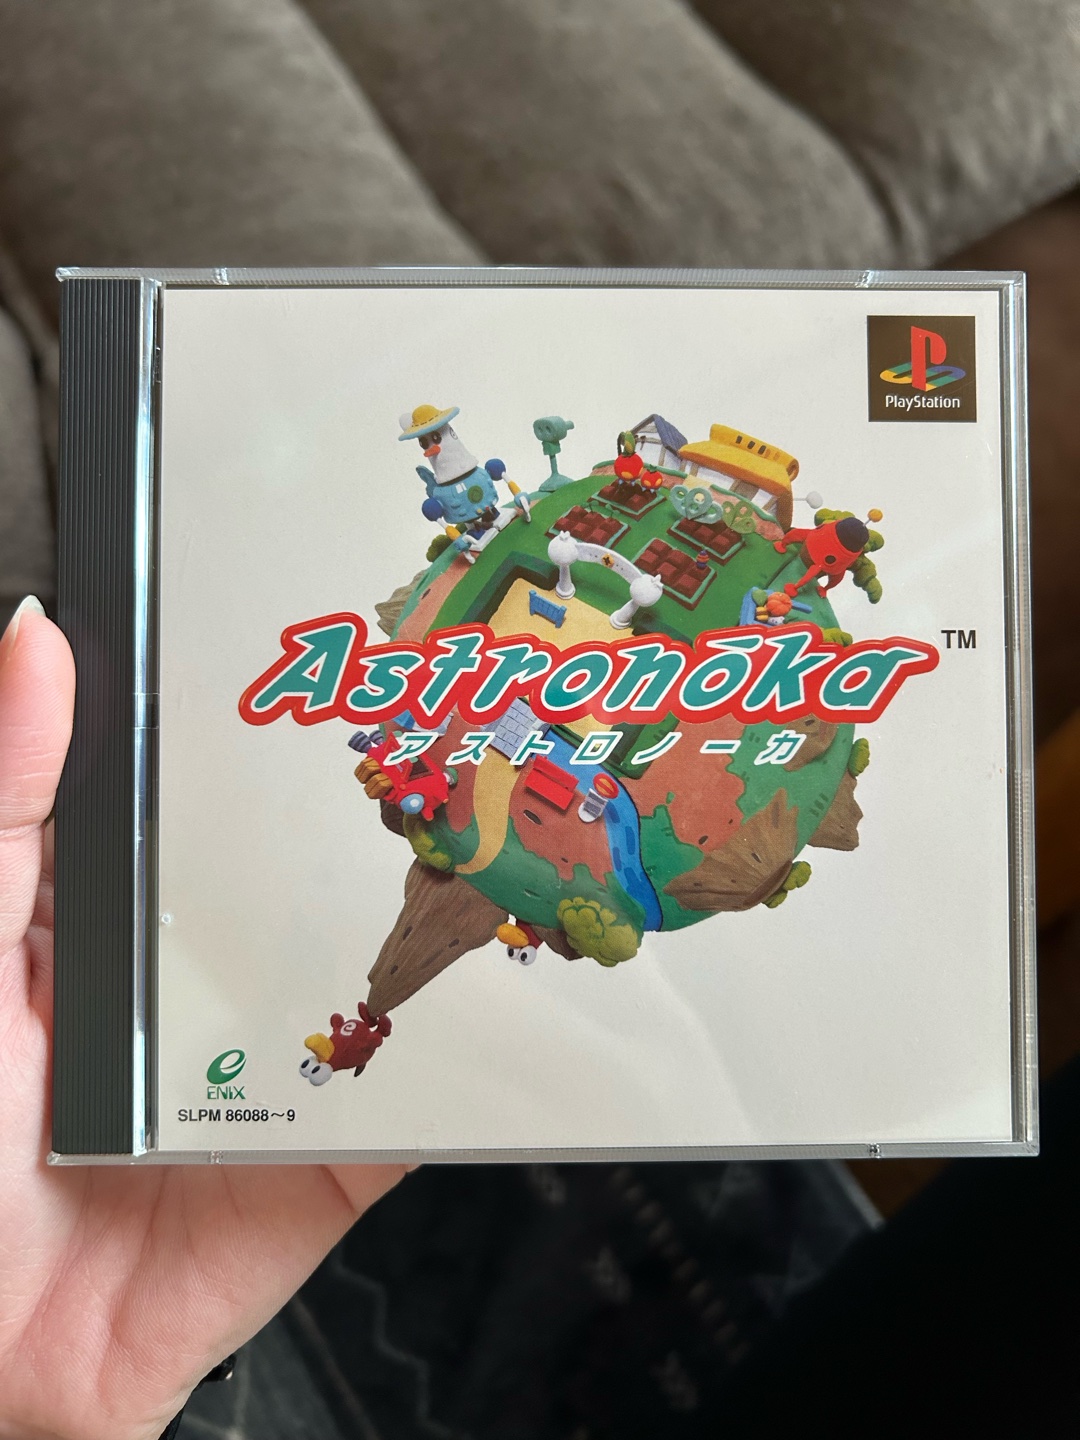 PlayStation
Astronōka TM
アストロノーカ
ENIX
SLPM 86088～9